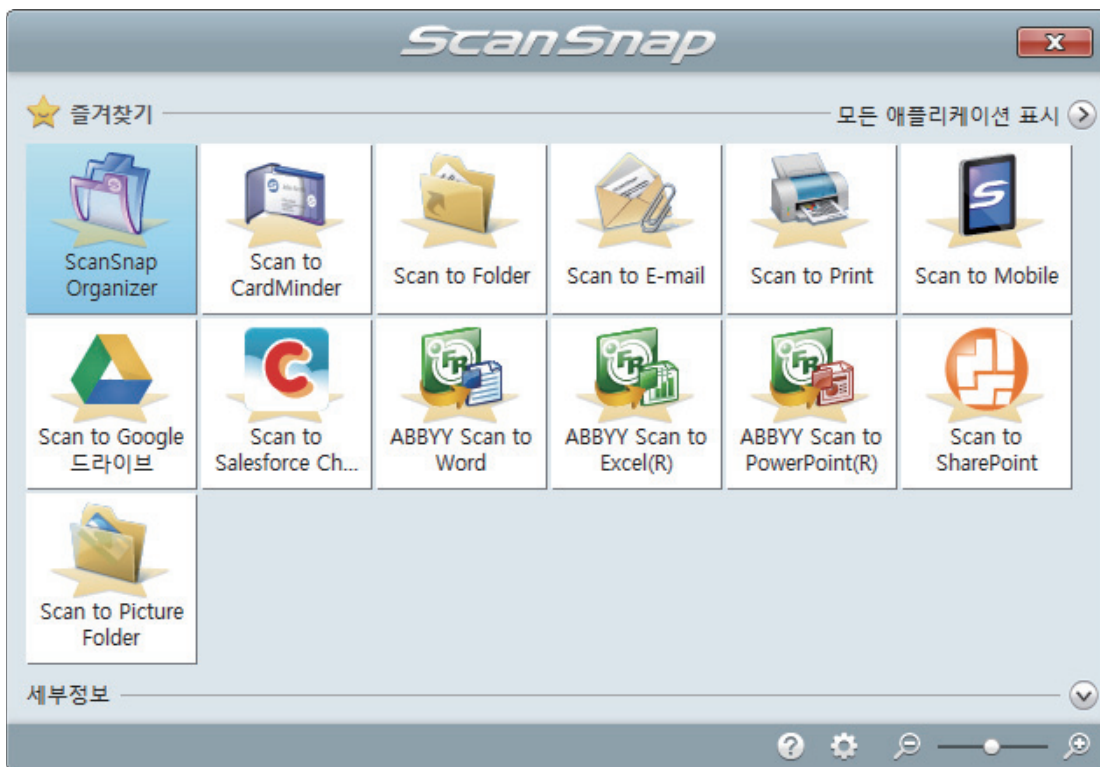 ScanSnap
즐겨찾기
모든 애플리케이션 표시
ScanSnap
Organizer
Scan to
CardMinder
Scan to Folder
Scan to E-mail
Scan to Print
Scan to Mobile
Scan to Google
드라이브
Scan to
Salesforce Ch...
ABBYY Scan to
Word
ABBYY Scan to
Excel(R)
ABBYY Scan to
PowerPoint(R)
Scan to
SharePoint
Scan to Picture
Folder
세부정보